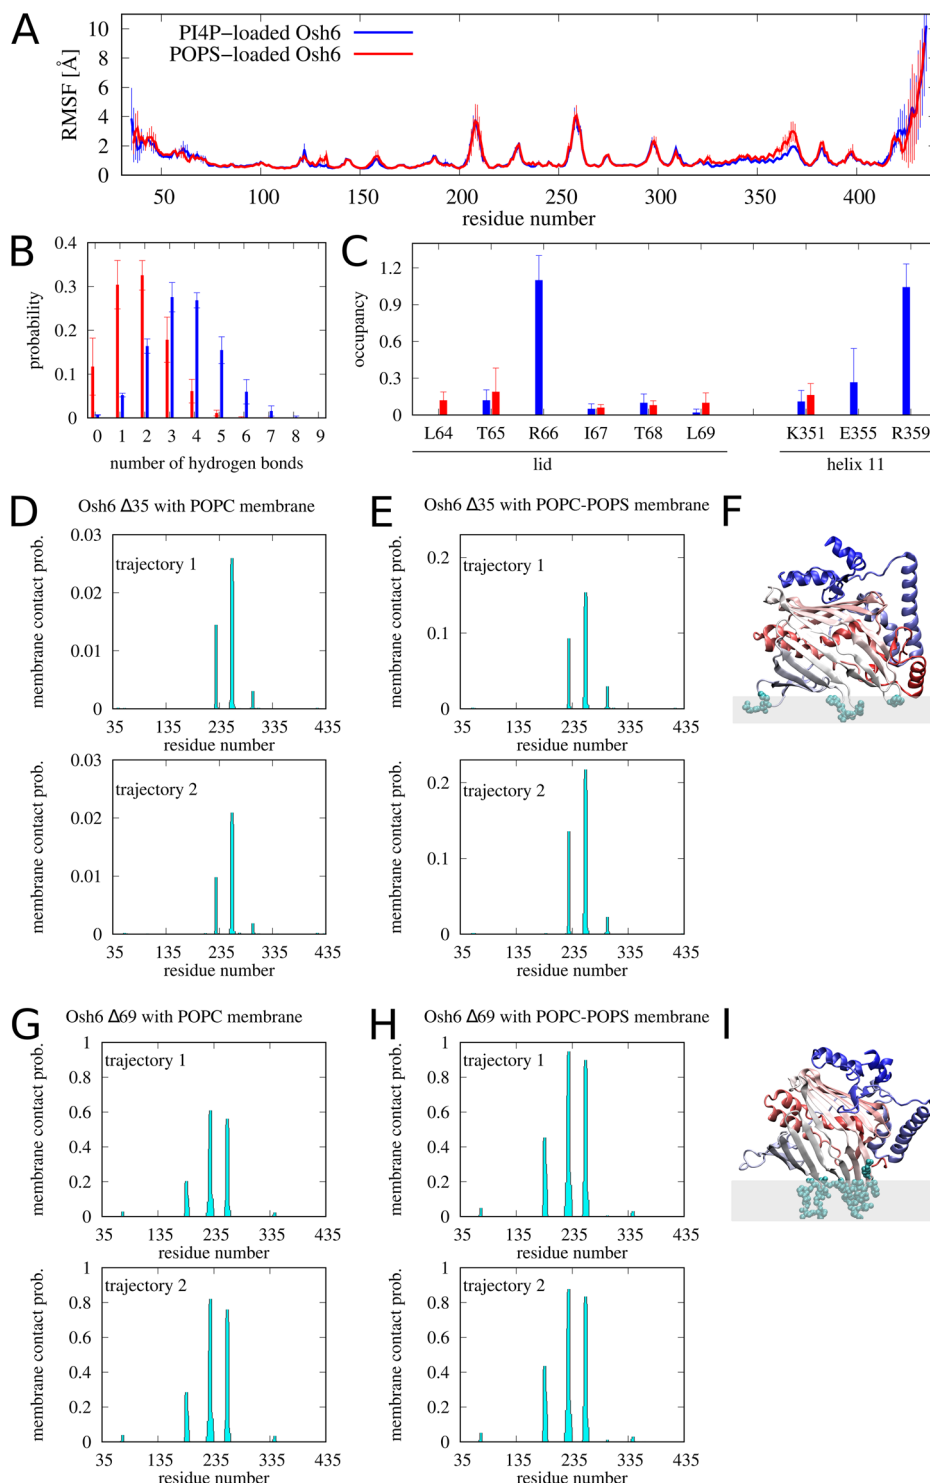 A
PI4P-loaded Osh6
POPS-loaded Osh6
RMSF [Å]
10
8
6
4
2
0
50 100 150 200 250 300 350 400
residue number
B
probability
0.4
0.3
0.2
0.1
0
0 1 2 3 4 5 6 7 8 9
number of hydrogen bonds
C
occupancy
1.2
0.9
0.6
0.3
0
L64 T65 R66 I67 T68 L69 K351 E355 R359
lid helix 11
D
Osh6 Δ35 with POPC membrane
membrane contact prob.
0.03
0.02
0.01
0
trajectory 1
35 135 235 335 435
residue number
membrane contact prob.
0.03
0.02
0.01
0
trajectory 2
35 135 235 335 435
residue number
E
Osh6 Δ35 with POPC-POPS membrane
membrane contact prob.
0.2
0.1
0
trajectory 1
35 135 235 335 435
residue number
membrane contact prob.
0.2
0.1
0
trajectory 2
35 135 235 335 435
residue number
F
G
Osh6 Δ69 with POPC membrane
membrane contact prob.
1
0.8
0.6
0.4
0.2
0
trajectory 1
35 135 235 335 435
residue number
membrane contact prob.
1
0.8
0.6
0.4
0.2
0
trajectory 2
35 135 235 335 435
residue number
H
Osh6 Δ69 with POPC-POPS membrane
membrane contact prob.
1
0.8
0.6
0.4
0.2
0
trajectory 1
35 135 235 335 435
residue number
membrane contact prob.
1
0.8
0.6
0.4
0.2
0
trajectory 2
35 135 235 335 435
residue number
I